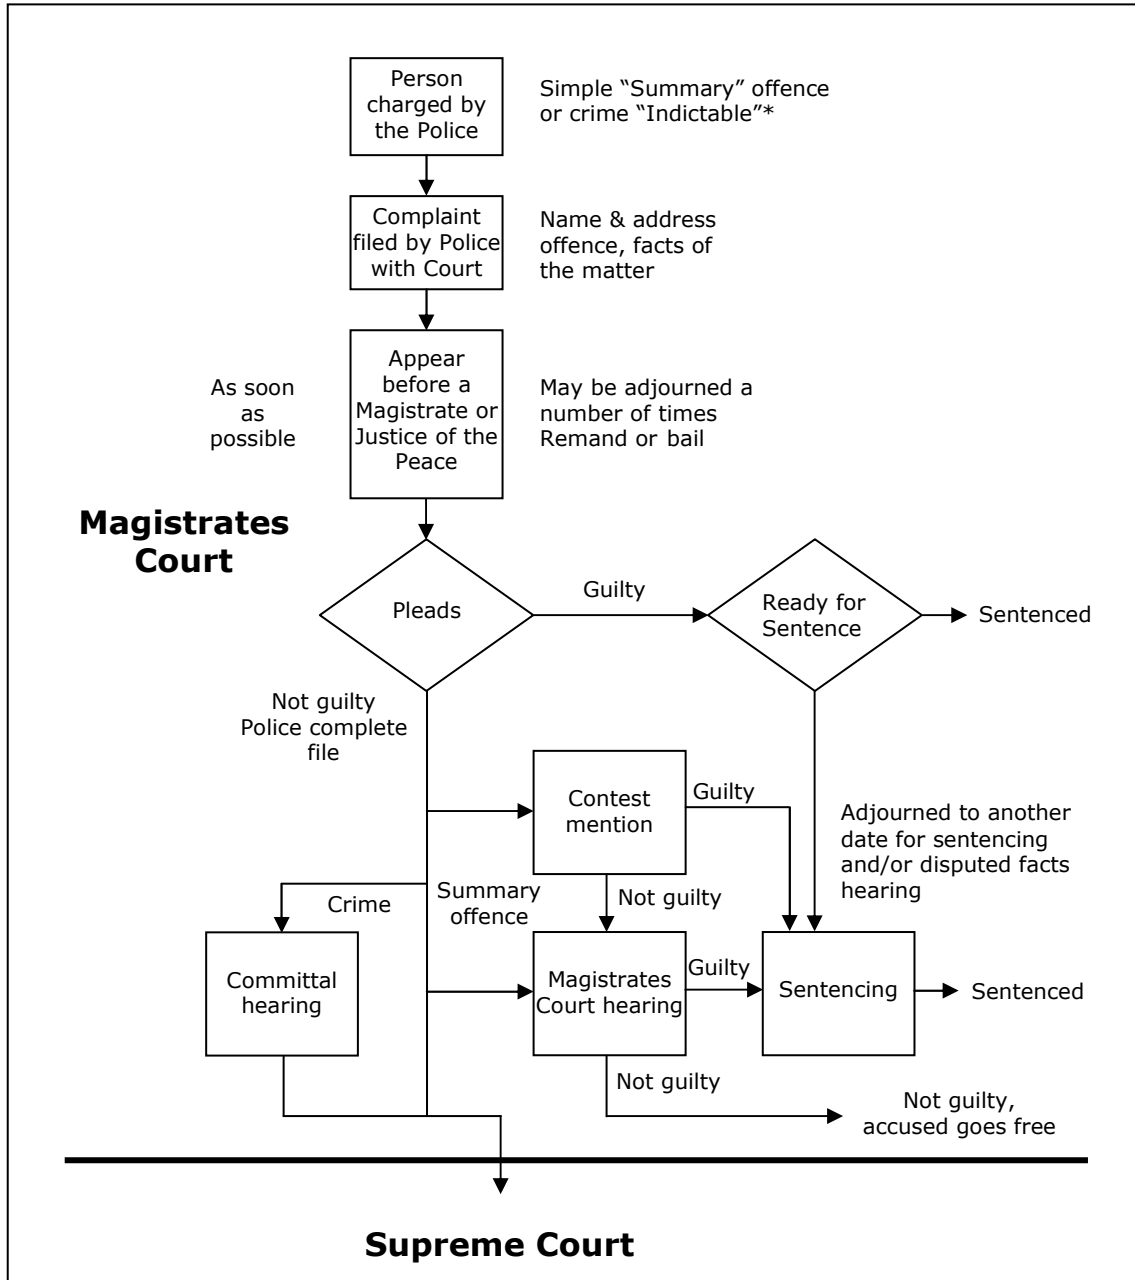 Person
charged by
the Police
Simple “Summary” offence
or crime “Indictable”*
Complaint
filed by Police
with Court
Name & address
offence, facts of
the matter
As soon
as
possible
Appear
before a
Magistrate or
Justice of the
Peace
May be adjourned a
number of times
Remand or bail
Magistrates
Court
Pleads
Guilty
Ready for
Sentence
Sentenced
Not guilty
Police complete
file
Contest
mention
Guilty
Adjourned to another
date for sentencing
and/or disputed facts
hearing
Crime
Summary
offence
Not guilty
Committal
hearing
Magistrates
Court hearing
Guilty
Sentencing
Sentenced
Not guilty
Not guilty,
accused goes free
Supreme Court